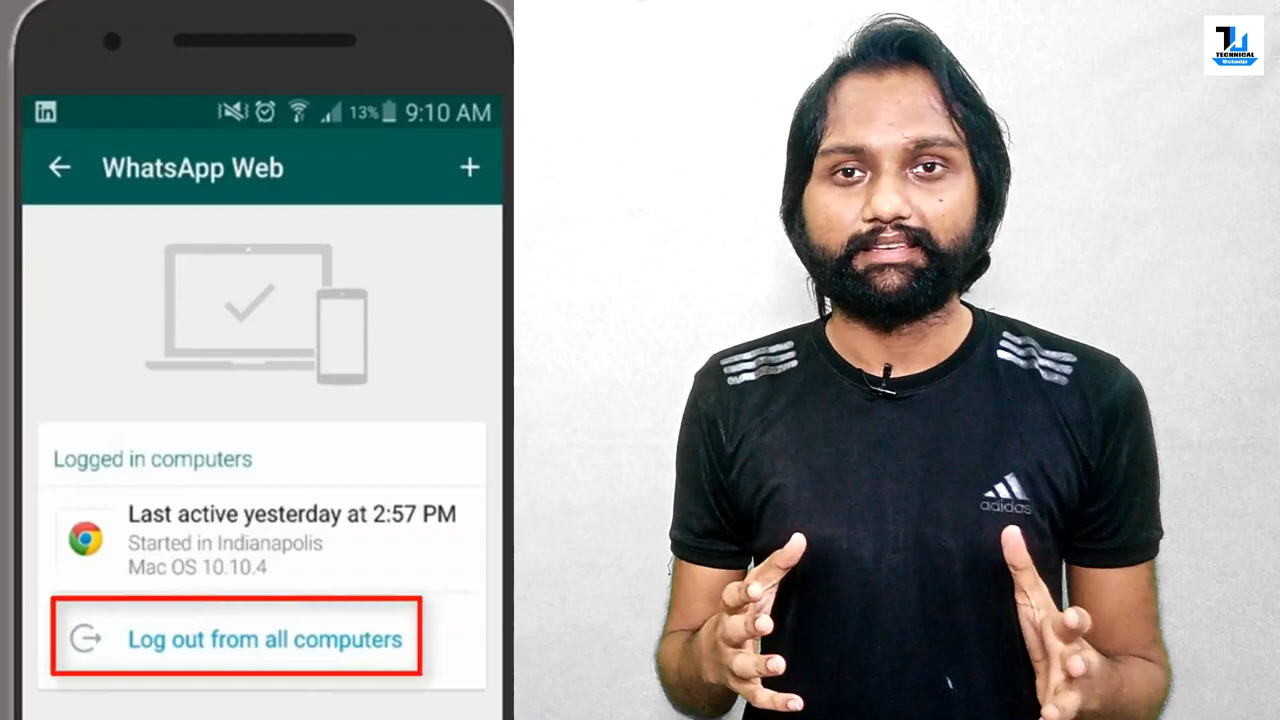 in
13%
9:10 AM
WhatsApp Web
Logged in computers
Last active yesterday at 2:57 PM
Started in Indianapolis
Mac OS 10.10.4
Log out from all computers
TECHNICAL
adidas